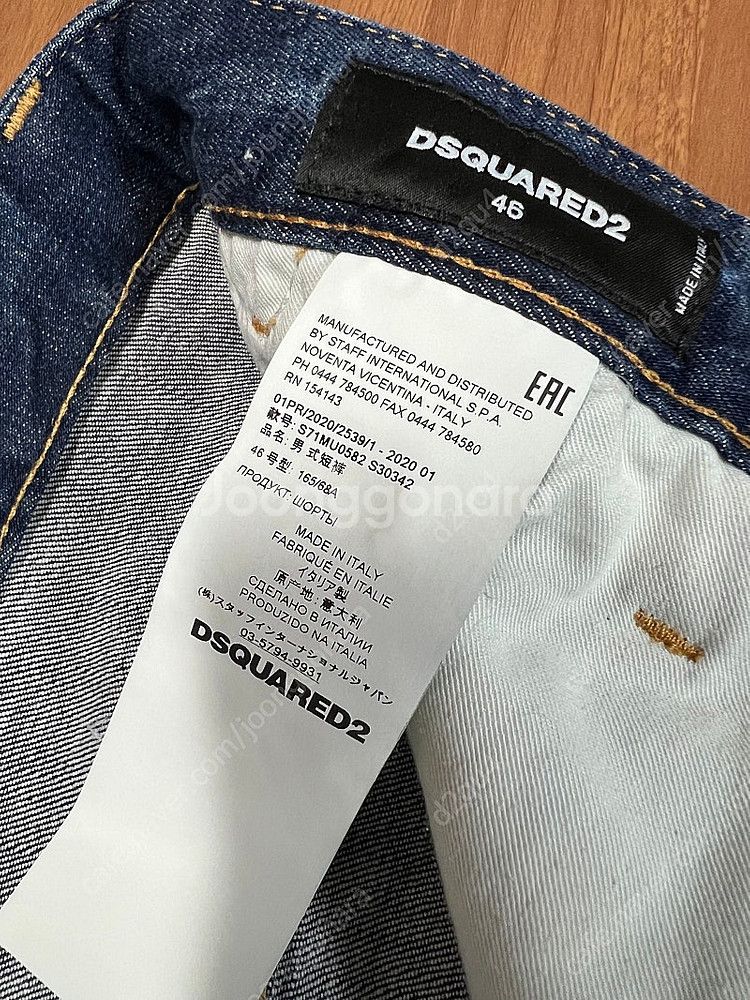 DSQUARED2
46
MADE IN ITALY
MANUFACTURED AND DISTRIBUTED
BY STAFF INTERNATIONAL S.P.A.
NOVENTA VICENTINA - ITALY
PH 0444 784500 FAX 0444 784580
RN 154143
EAC
01PR/2020/2539/1 - 2020 01
款号: S71MU0582 S30342
品名: 男式短裤
46 号型: 165/68A
ПРОДУКТ: ШОРТЫ
MADE IN ITALY
FABRIQUÉ EN ITALIE
イタリア製
原产地: 意大利
СДЕЛАНО В ИТАЛИИ
PRODUZIDO NA ITALIA
(株)スタッフインターナショナルジャパン
03-5794-9931
DSQUARED2
Joonggondra